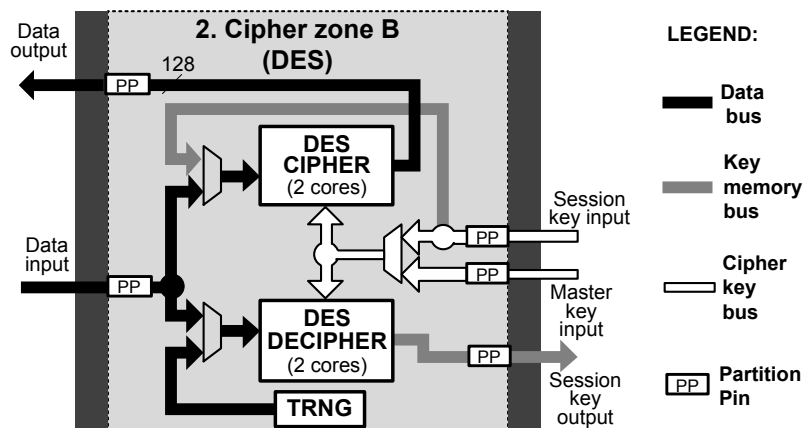 2. Cipher zone B
(DES)
Data
output
PP
128
DES
CIPHER
(2 cores)
Session
key input
PP
Data
input
PP
PP
Master
key
input
DES
DECIPHER
(2 cores)
PP
Session
key
output
TRNG
LEGEND:
Data
bus
Key
memory
bus
Cipher
key
bus
PP
Partition
Pin